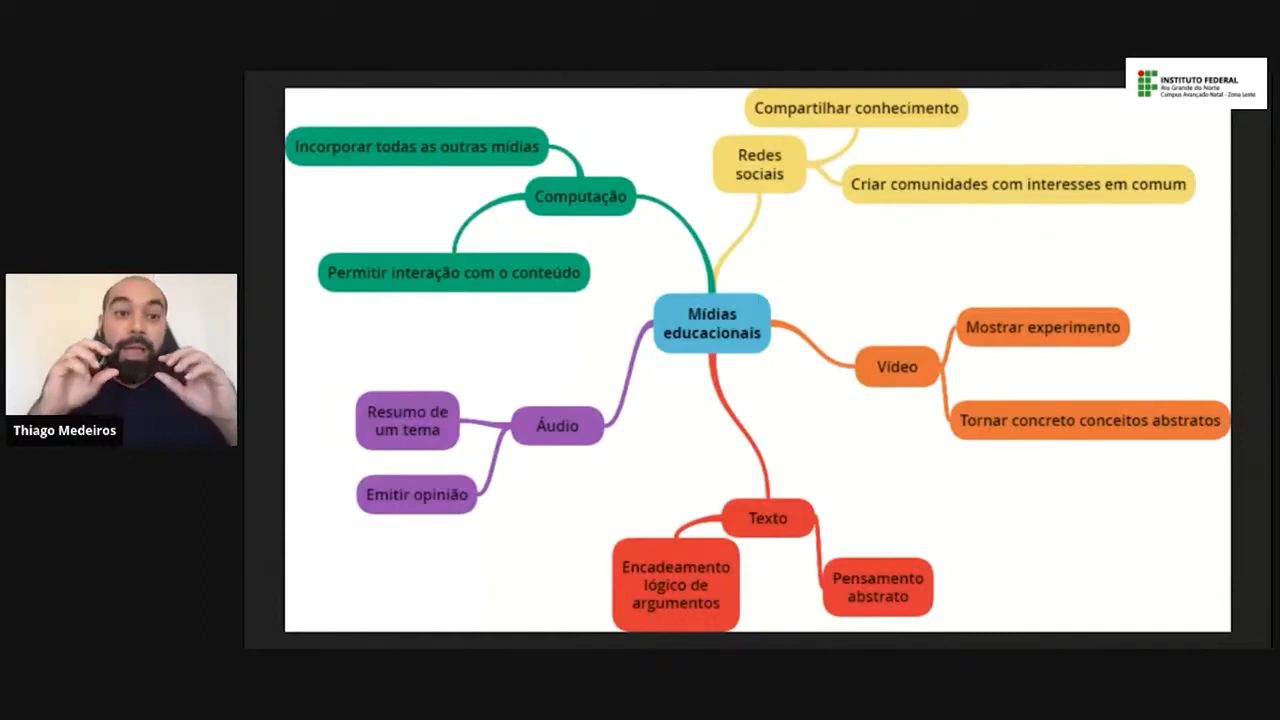 INSTITUTO FEDERAL
Rio Grande do Norte
Campus Avançado Natal - Zona Leste
Compartilhar conhecimento
Incorporar todas as outras mídias
Redes
sociais
Criar comunidades com interesses em comum
Computação
Permitir interação com o conteúdo
Mídias
educacionais
Mostrar experimento
Vídeo
Tornar concreto conceitos abstratos
Resumo de
um tema
Áudio
Emitir opinião
Thiago Medeiros
Texto
Encadeamento
lógico de
argumentos
Pensamento
abstrato